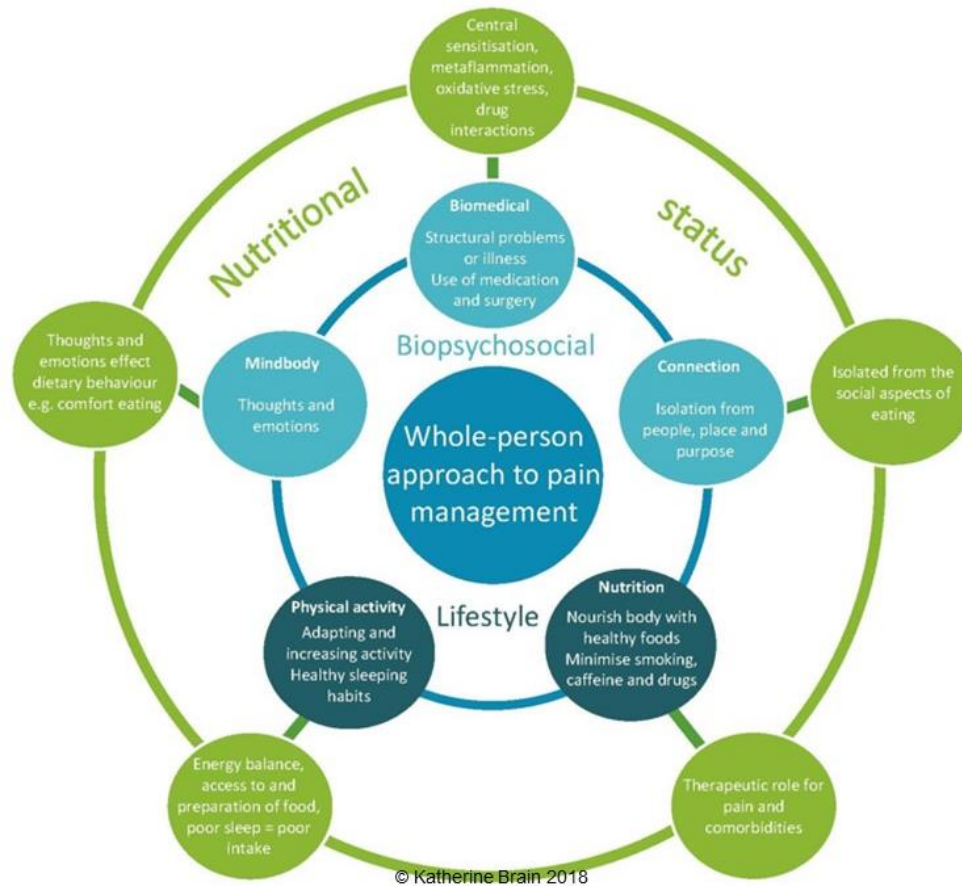 Central
sensitisation,
metaflammation,
oxidative stress,
drug
interactions
Nutritional
status
Biomedical
Structural problems
or illness
Use of medication
and surgery
Biopsychosocial
Thoughts and
emotions effect
dietary behaviour
e.g. comfort eating
Mindbody
Thoughts and
emotions
Connection
Isolation from
people, place and
purpose
Isolated from the
social aspects of
eating
Whole-person
approach to pain
management
Lifestyle
Physical activity
Adapting and
increasing activity
Healthy sleeping
habits
Nutrition
Nourish body with
healthy foods
Minimise smoking,
caffeine and drugs
Energy balance,
access to and
preparation of food,
poor sleep = poor
intake
Therapeutic role for
pain and
comorbidities
© Katherine Brain 2018